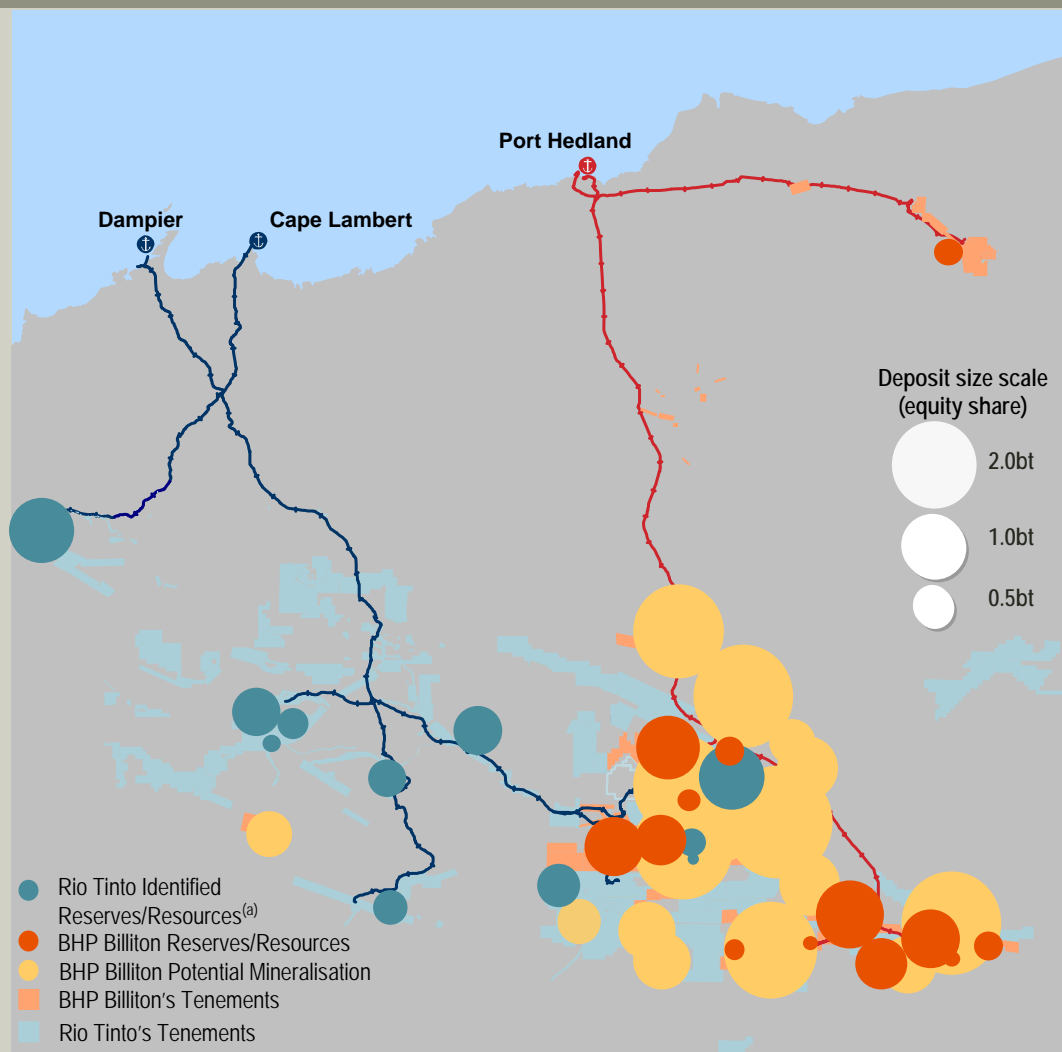 Port Hedland
Dampier
Cape Lambert
Deposit size scale
(equity share)
2.0bt
1.0bt
0.5bt
Rio Tinto Identified
Reserves/Resources(a)
BHP Billiton Reserves/Resources
BHP Billiton Potential Mineralisation
BHP Billiton's Tenements
Rio Tinto's Tenements